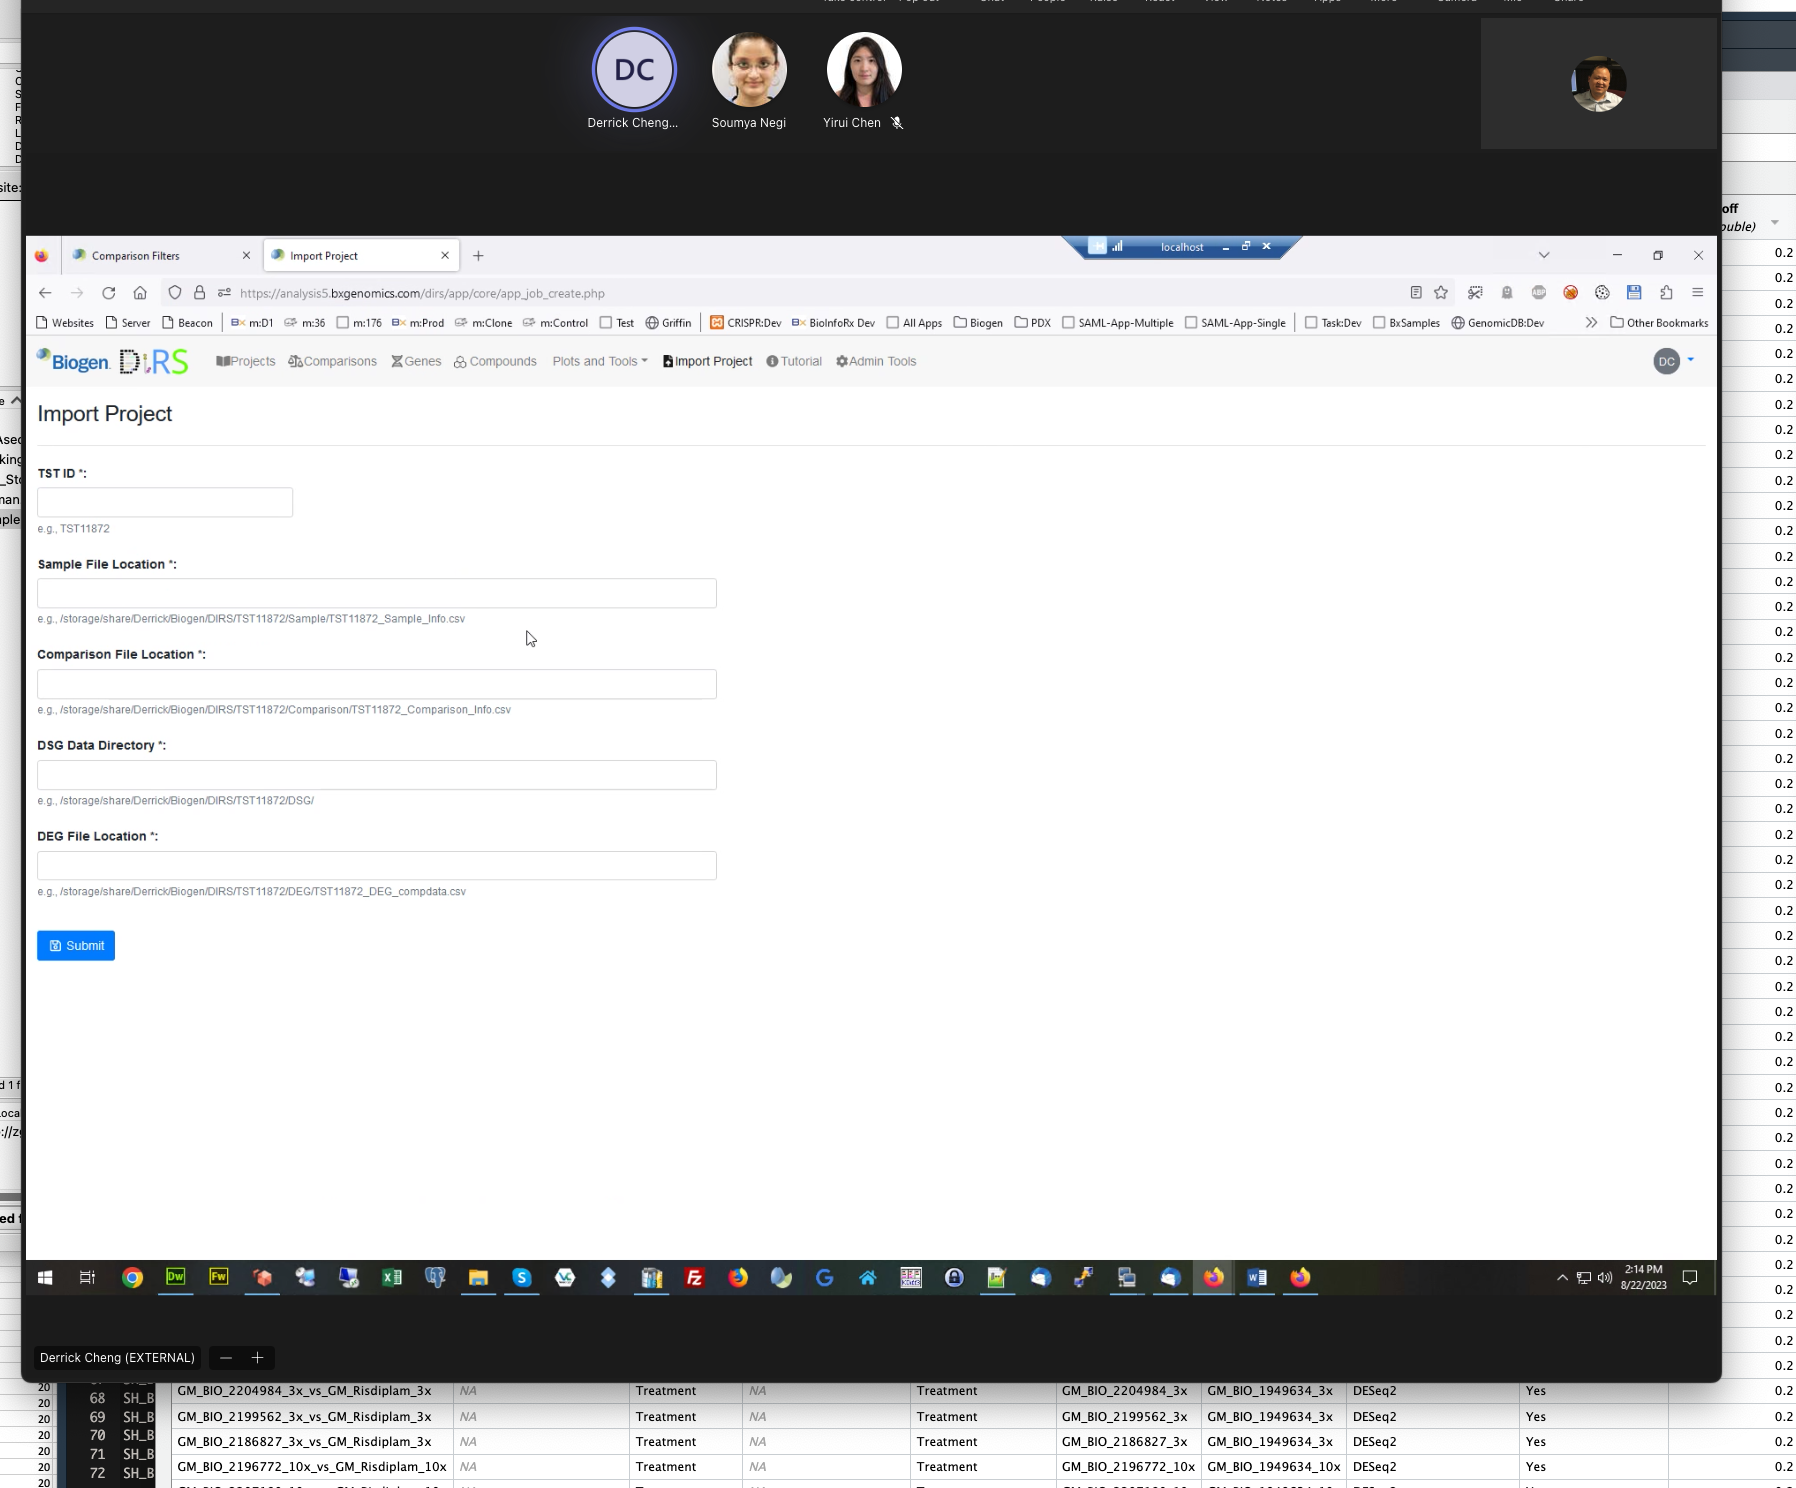 DC
Derrick Cheng...
Soumya Negi
Yirui Chen
site:
off
Comparison Filters
Import Project
localhost
https://analysis5.bxgenomics.com/dirs/app/core/app_job_create.php
Websites Server Beacon m:D1 m:36 m:176 m:Prod m:Clone m:Control Test Griffin CRISPR:Dev BioInfoRx Dev All Apps Biogen PDX SAML-App-Multiple SAML-App-Single Task:Dev BxSamples GenomicDB:Dev Other Bookmarks
Biogen DiRS Projects Comparisons Genes Compounds Plots and Tools Import Project Tutorial Admin Tools DC
Import Project
TST ID *:
e.g., TST11872
Sample File Location *:
e.g., /storage/share/Derrick/Biogen/DIRS/TST11872/Sample/TST11872_Sample_Info.csv
Comparison File Location *:
e.g., /storage/share/Derrick/Biogen/DIRS/TST11872/Comparison/TST11872_Comparison_Info.csv
DSG Data Directory *:
e.g., /storage/share/Derrick/Biogen/DIRS/TST11872/DSG/
DEG File Location *:
e.g., /storage/share/Derrick/Biogen/DIRS/TST11872/DEG/TST11872_DEG_compdata.csv
Submit
2:14 PM
8/22/2023
Derrick Cheng (EXTERNAL)
68 SH_B GM_BIO_2204984_3x_vs_GM_Risdiplam_3x NA Treatment NA Treatment GM_BIO_2204984_3x GM_BIO_1949634_3x DESeq2 Yes 0.2
69 SH_B GM_BIO_2199562_3x_vs_GM_Risdiplam_3x NA Treatment NA Treatment GM_BIO_2199562_3x GM_BIO_1949634_3x DESeq2 Yes 0.2
70 SH_B GM_BIO_2186827_3x_vs_GM_Risdiplam_3x NA Treatment NA Treatment GM_BIO_2186827_3x GM_BIO_1949634_3x DESeq2 Yes 0.2
71 SH_B
72 SH_B GM_BIO_2196772_10x_vs_GM_Risdiplam_10x NA Treatment NA Treatment GM_BIO_2196772_10x GM_BIO_1949634_10x DESeq2 Yes 0.2